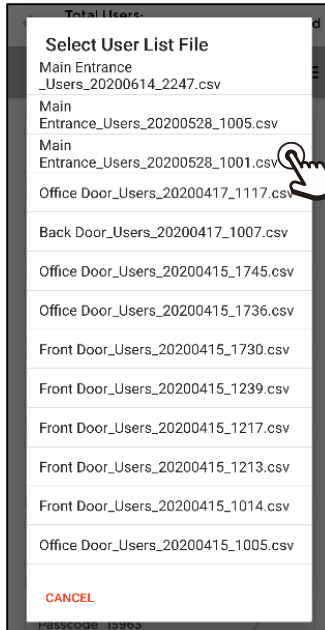 Total Users:
d
Select User List File
Main Entrance
_Users_20200614_2247.csv
Main
Entrance_Users_20200528_1005.csv
Main
Entrance_Users_20200528_1001.csv
Office Door_Users_20200417_1117.csv
Back Door_Users_20200417_1007.csv
Office Door_Users_20200415_1745.csv
Office Door_Users_20200415_1736.csv
Front Door_Users_20200415_1730.csv
Front Door_Users_20200415_1239.csv
Front Door_Users_20200415_1217.csv
Front Door_Users_20200415_1213.csv
Front Door_Users_20200415_1014.csv
Office Door_Users_20200415_1005.csv
CANCEL
Passcode 15963